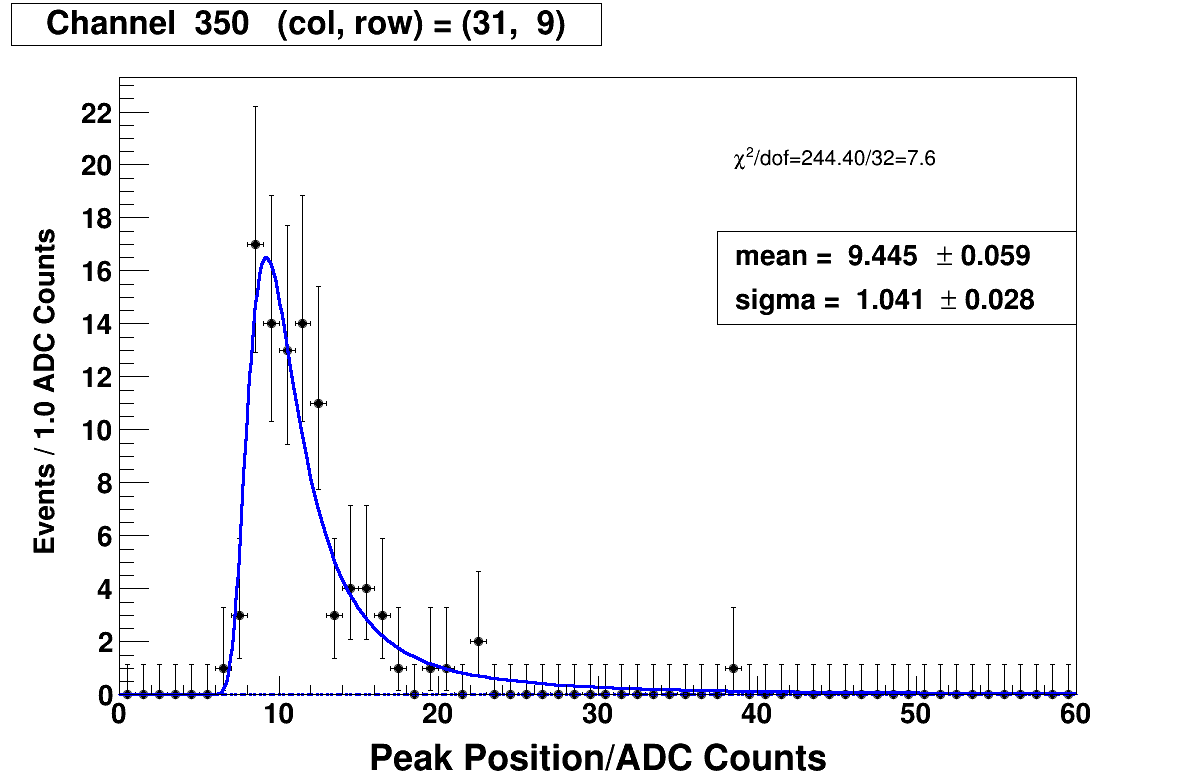 Channel 350 (col, row) = (31, 9)
22
20
18
16
14
12
10
8
6
4
2
0
Events / 1.0 ADC Counts
χ²/dof=244.40/32=7.6
mean = 9.445 ± 0.059
sigma = 1.041 ± 0.028
0 10 20 30 40 50 60
Peak Position/ADC Counts